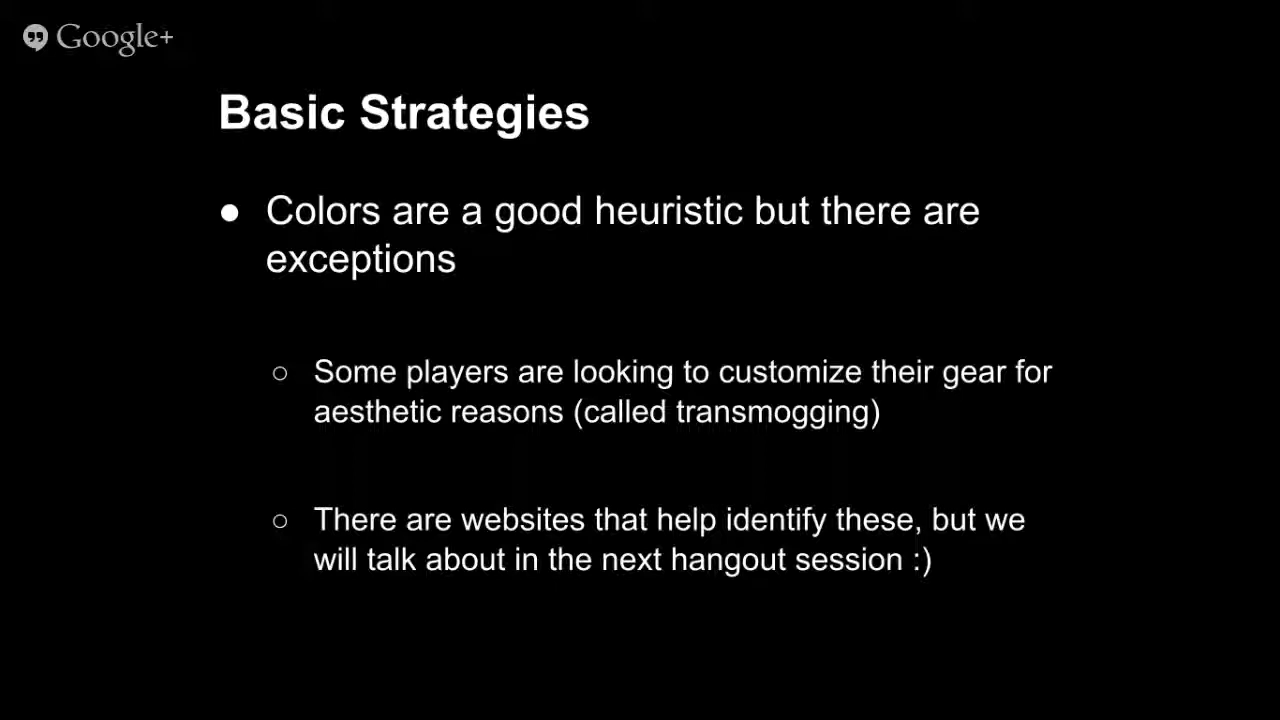 Google+
Basic Strategies
● Colors are a good heuristic but there are
exceptions
○ Some players are looking to customize their gear for
aesthetic reasons (called transmogging)
○ There are websites that help identify these, but we
will talk about in the next hangout session :)